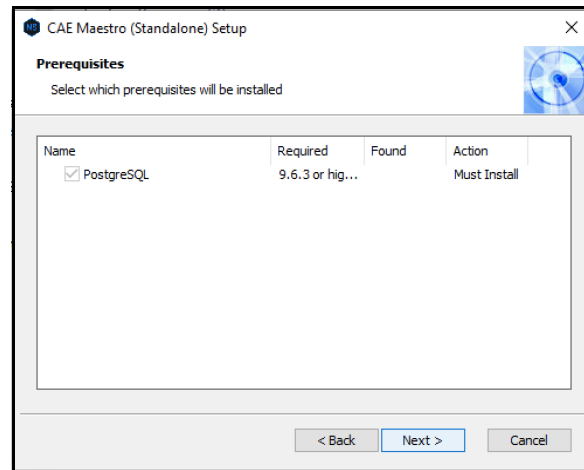 CAE Maestro (Standalone) Setup
Prerequisites
Select which prerequisites will be installed
Name Required Found Action
PostgreSQL 9.6.3 or hig... Must Install
< Back Next > Cancel